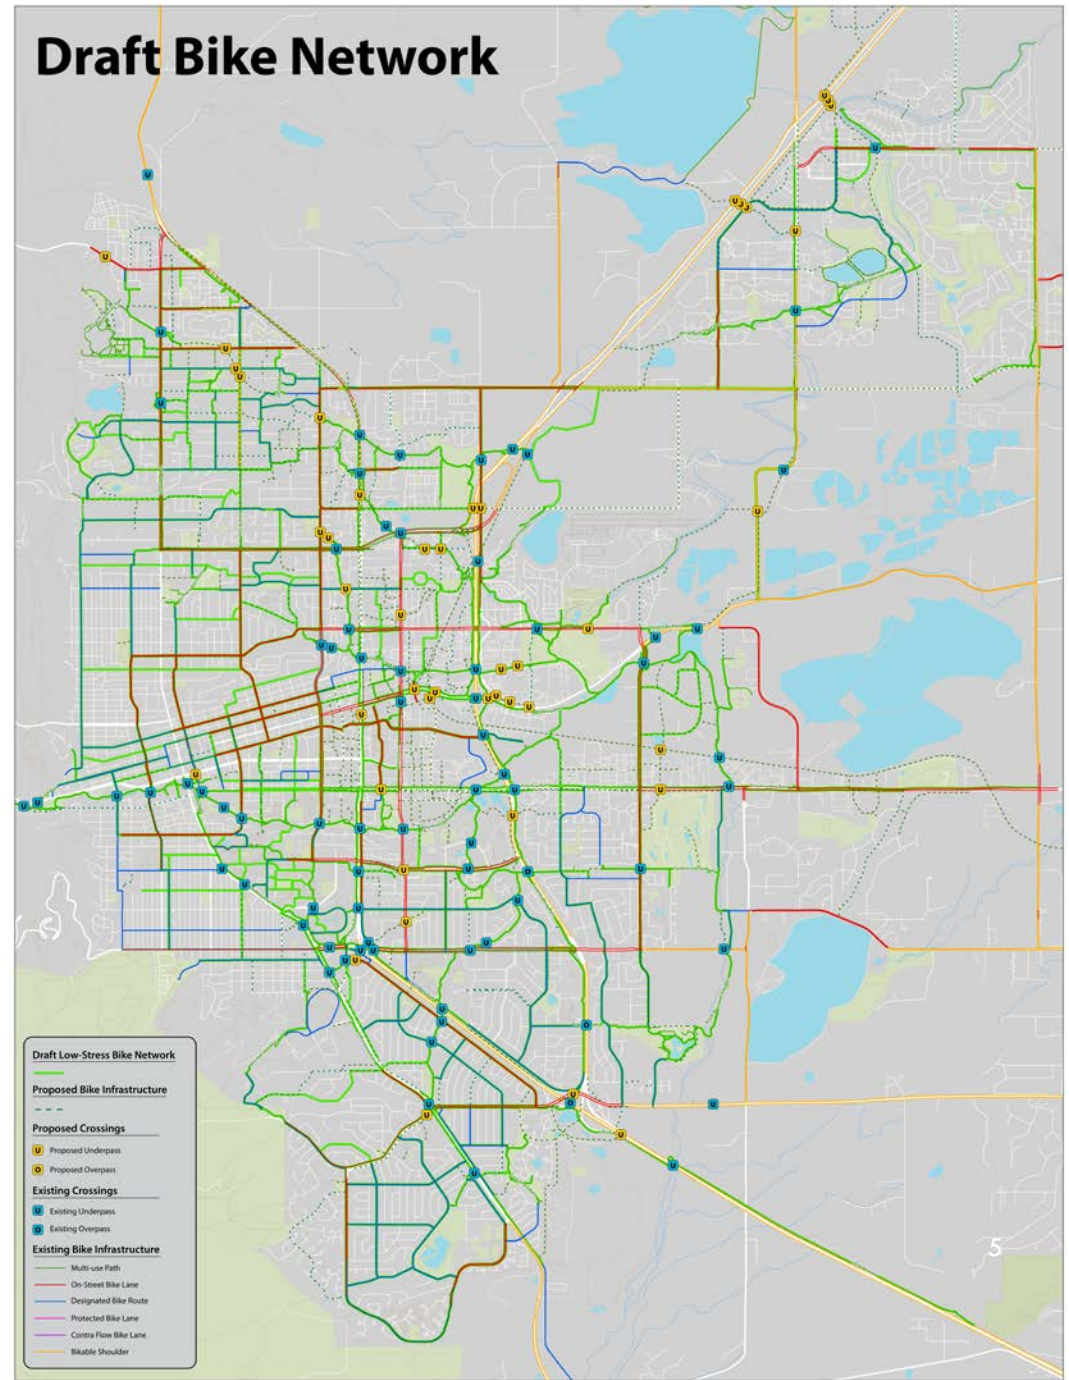 Draft Bike Network
Draft Low-Stress Bike Network
Proposed Bike Infrastructure
Proposed Crossings
U Proposed Underpass
O Proposed Overpass
Existing Crossings
U Existing Underpass
O Existing Overpass
Existing Bike Infrastructure
Multi-use Path
On-Street Bike Lane
Designated Bike Route
Protected Bike Lane
Contra Flow Bike Lane
Bikable Shoulder
5